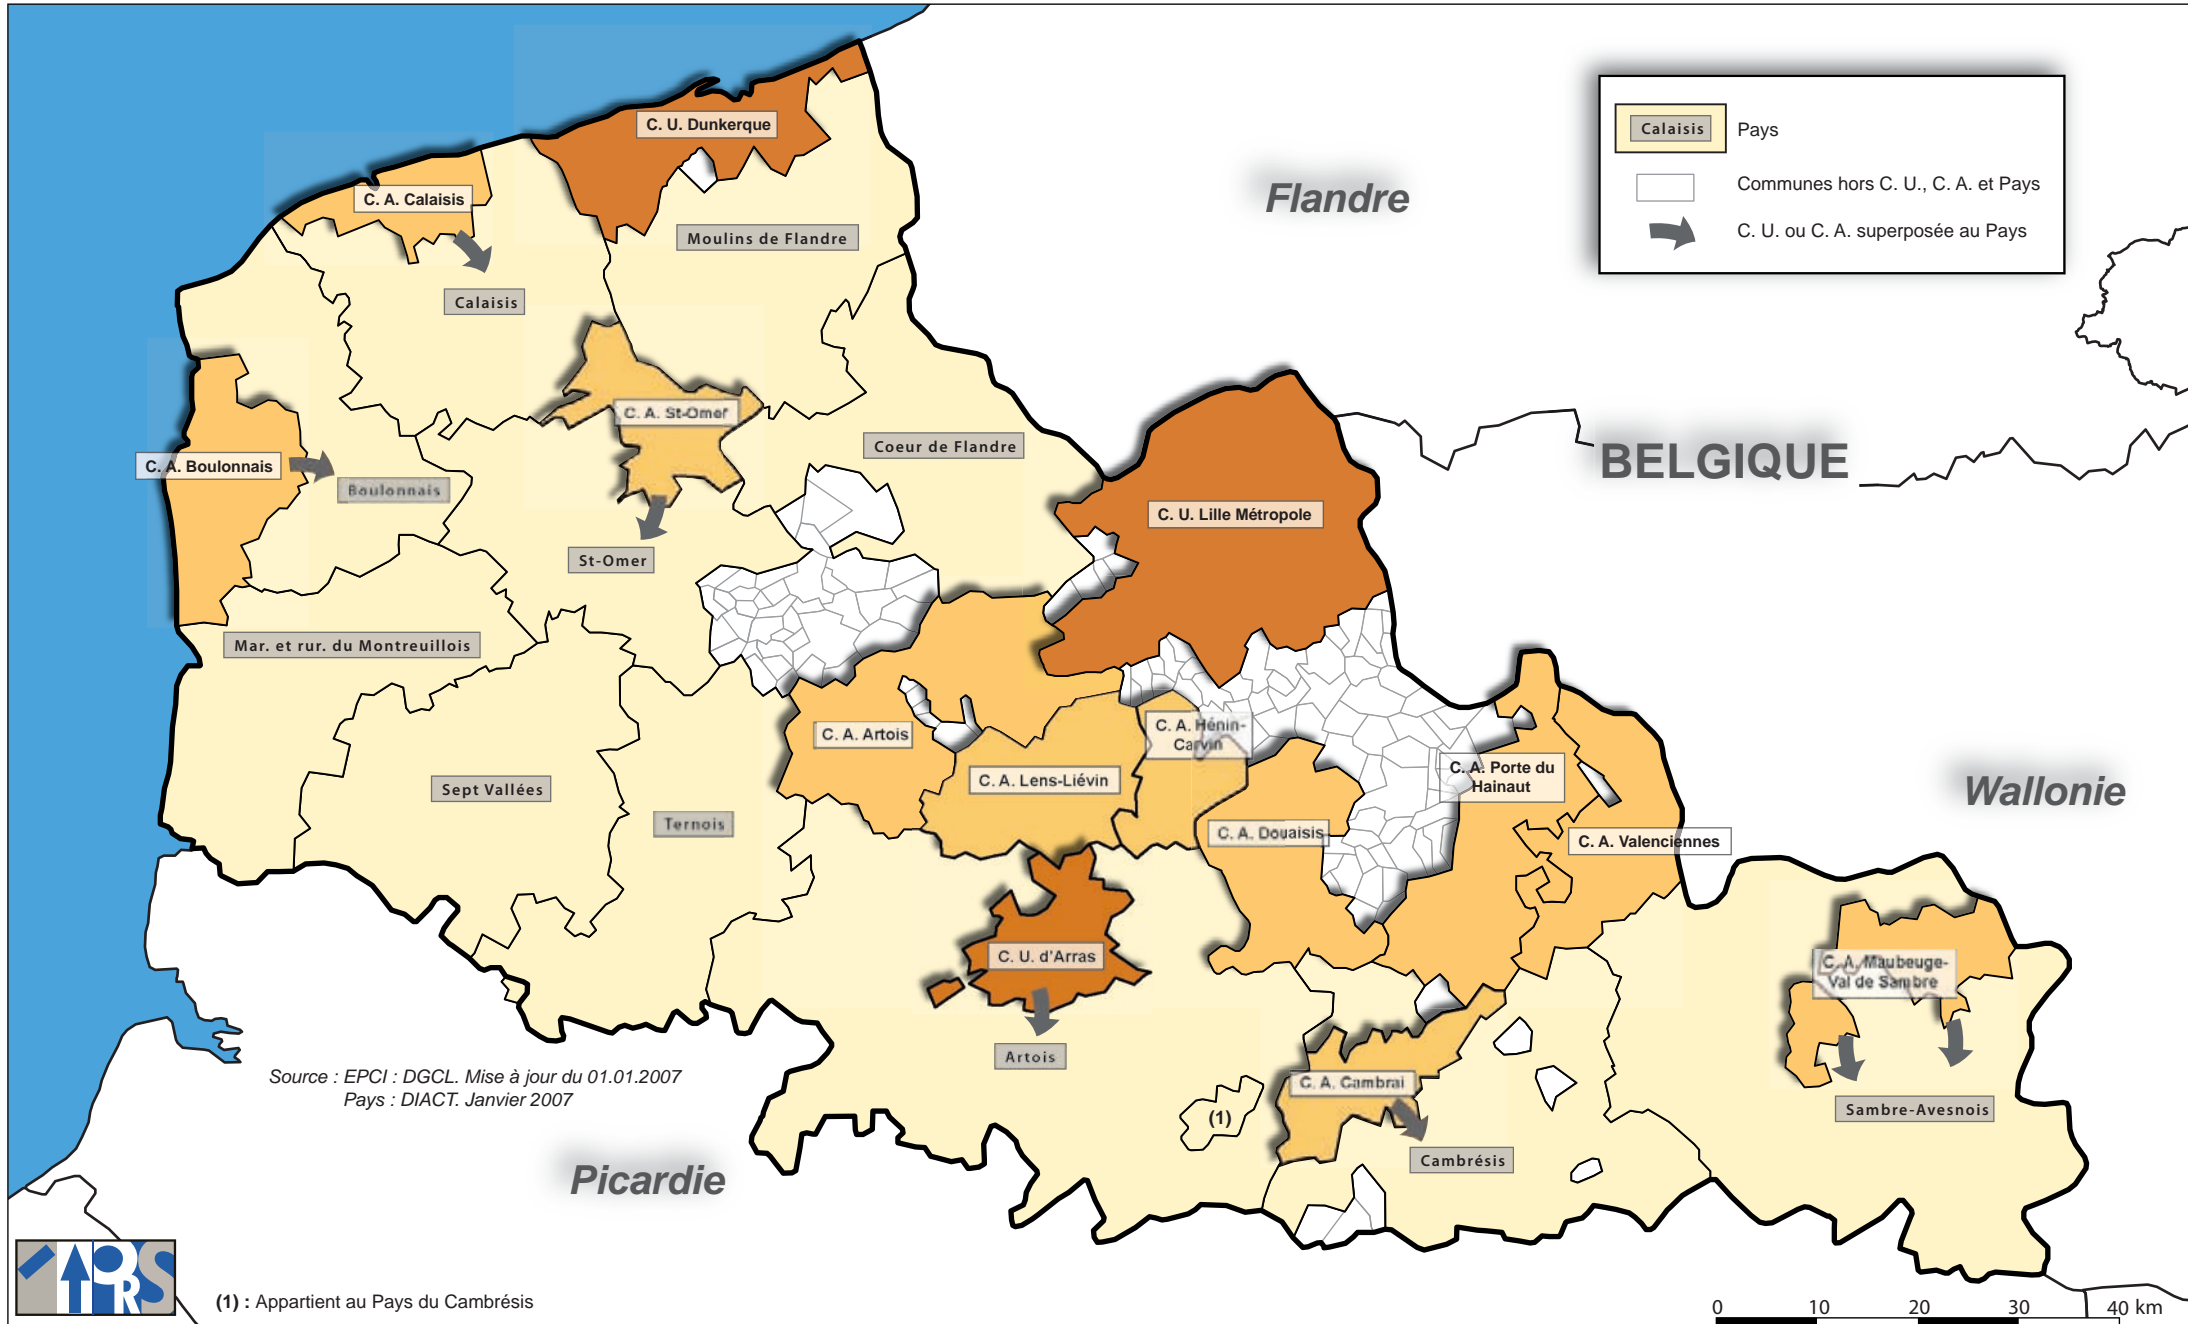 C. U. Dunkerque
Calaisis
Pays
Communes hors C. U., C. A. et Pays
C. U. ou C. A. superposée au Pays
C. A. Calaisis
Flandre
Moulins de Flandre
Calaisis
C. A. St-Omer
Coeur de Flandre
BELGIQUE
C. A. Boulonnais
Boulonnais
C. U. Lille Métropole
St-Omer
Mar. et rur. du Montreuillois
C. A. Artois
C. A. Hénin-
Carvin
C. A. Lens-Liévin
C. A. Porte du
Hainaut
Sept Vallées
Wallonie
Ternois
C. A. Douaisis
C. A. Valenciennes
C. U. d'Arras
C. A. Maubeuge-
Val de Sambre
Artois
Source : EPCI : DGCL. Mise à jour du 01.01.2007
Pays : DIACT. Janvier 2007
C. A. Cambrai
(1)
Sambre-Avesnois
Cambrésis
Picardie
(1) : Appartient au Pays du Cambrésis
0 10 20 30 40 km